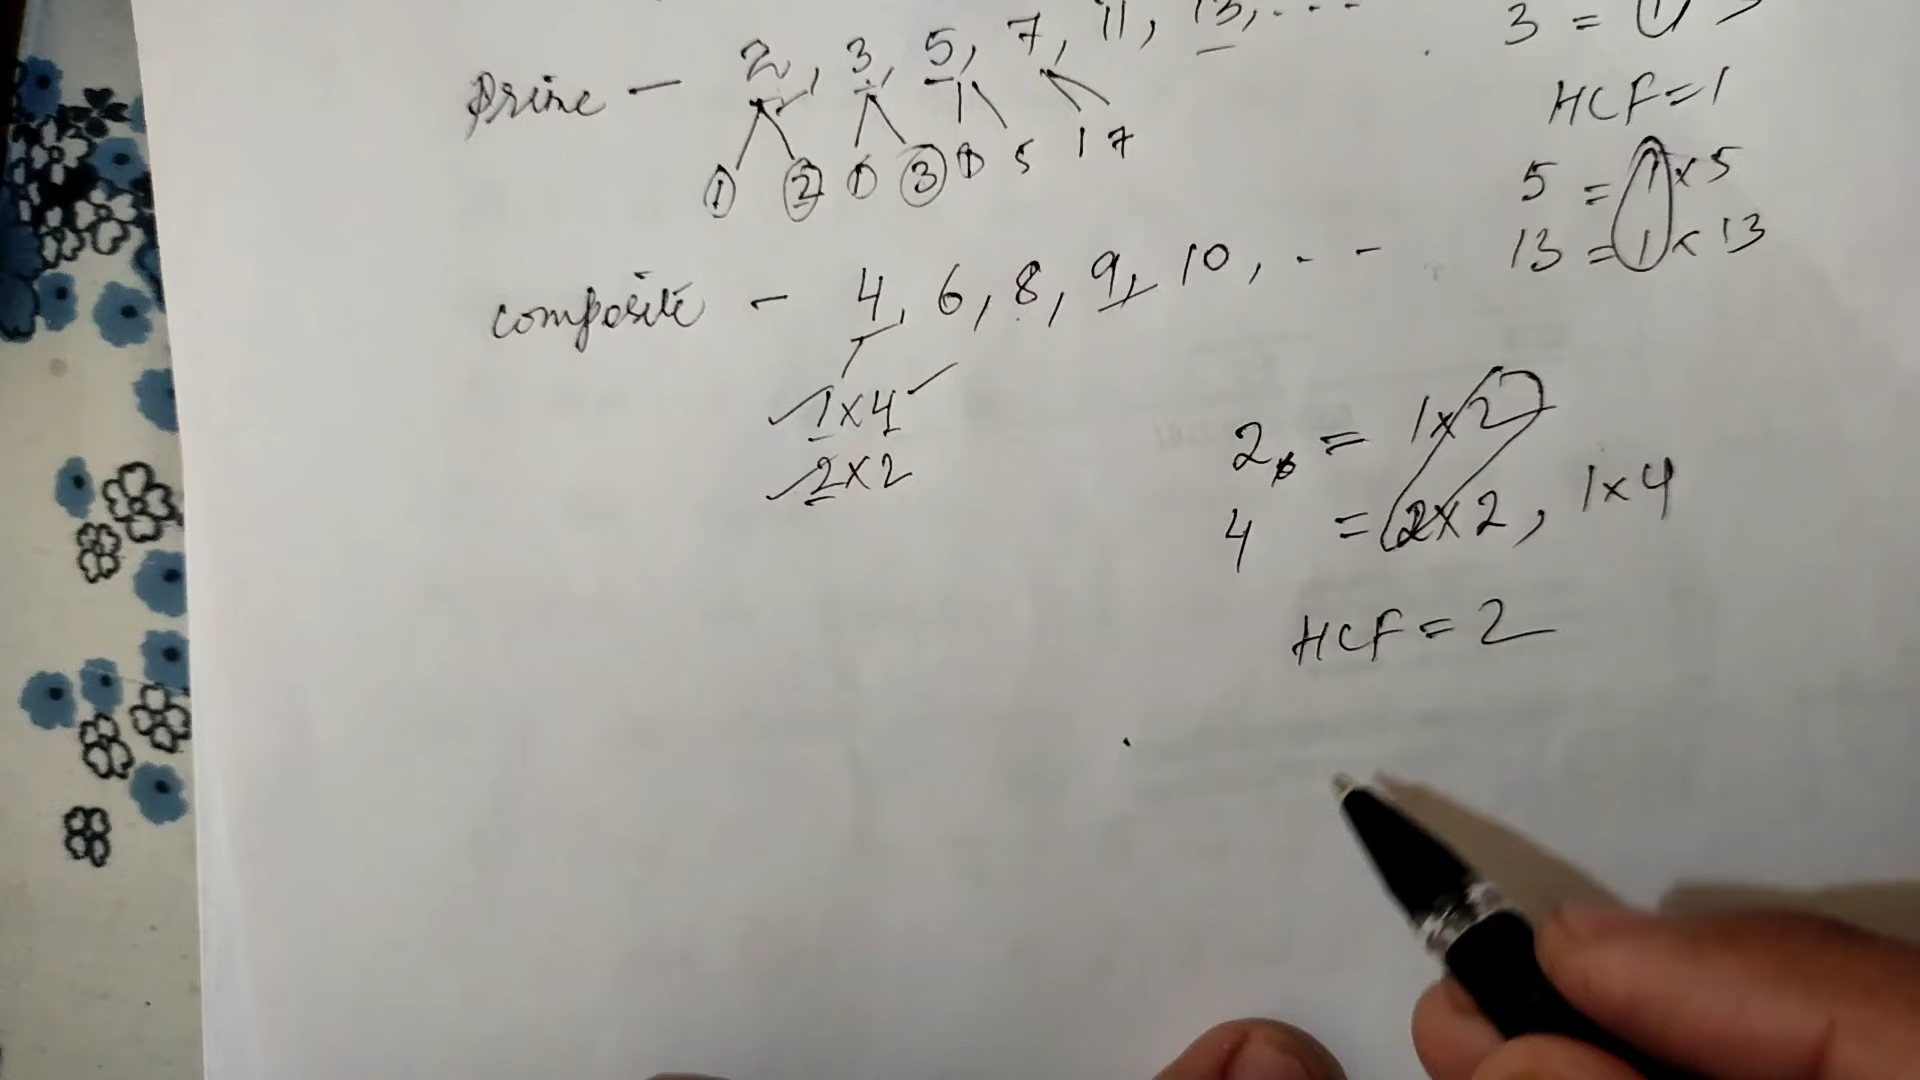 prime - 2, 3, 5, 7, 11, 13, ...
1 2 1 3 1 5 1 7
composite - 4, 6, 8, 9, 10, ...
1×4
2×2
3 = 1
HCF=1
5 = 1×5
13 = 1×13
2 = 1×2
4 = 2×2, 1×4
HCF = 2